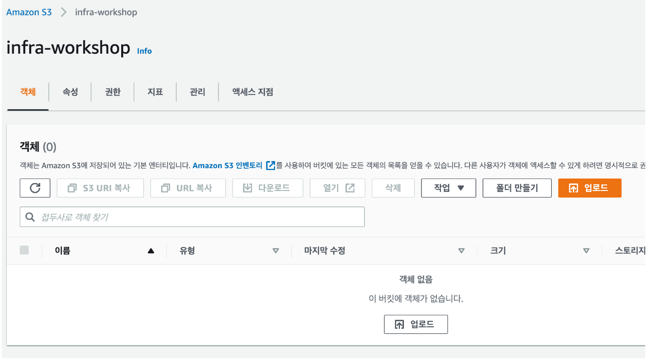 Amazon S3 > infra-workshop
infra-workshop Info
객체 속성 권한 지표 관리 액세스 지점
객체 (0)
객체는 Amazon S3에 저장되어 있는 기본 엔터티입니다. Amazon S3 인벤토리를 사용하여 버킷에 있는 모든 객체의 목록을 얻을 수 있습니다. 다른 사용자가 객체에 액세스할 수 있게 하려면 명시적으로 권
S3 URI 복사 URL 복사 다운로드 열기 삭제 작업 폴더 만들기 업로드
접두사로 객체 찾기
이름 유형 마지막 수정 크기 스토리지
객체 없음
이 버킷에 객체가 없습니다.
업로드